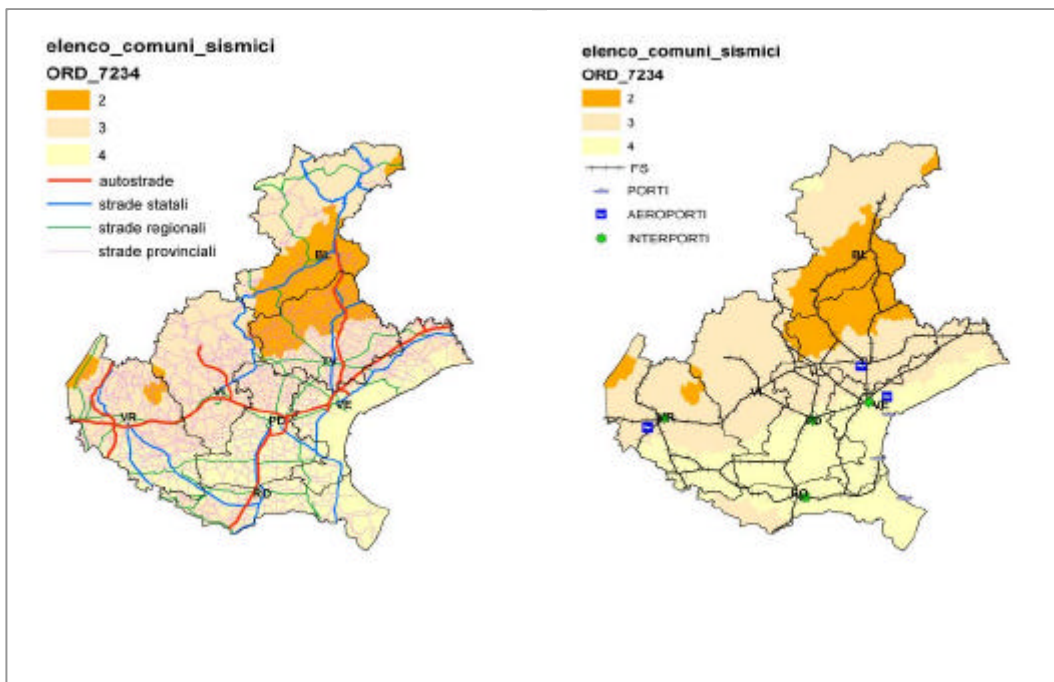 elenco_comuni_sismici
ORD_7234
2
3
4
autostrade
strade statali
strade regionali
strade provinciali
BL
TV
VI
VE
VR
PD
RO
elenco_comuni_sismici
ORD_7234
2
3
4
FS
PORTI
AEROPORTI
INTERPORTI
BL
VI
VE
VR
PD
RO